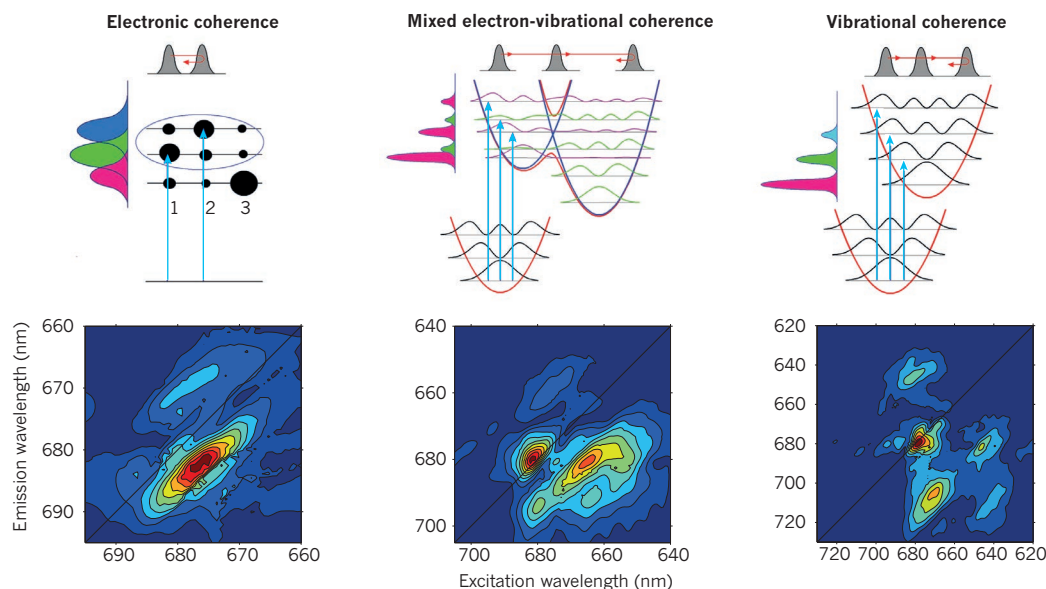 Electronic coherence
Mixed electron-vibrational coherence
Vibrational coherence
1 2 3
Emission wavelength (nm)
660
670
680
690
690 680 670 660
640
660
680
700
700 680 660 640
620
640
660
680
700
720
720 700 680 660 640 620
Excitation wavelength (nm)